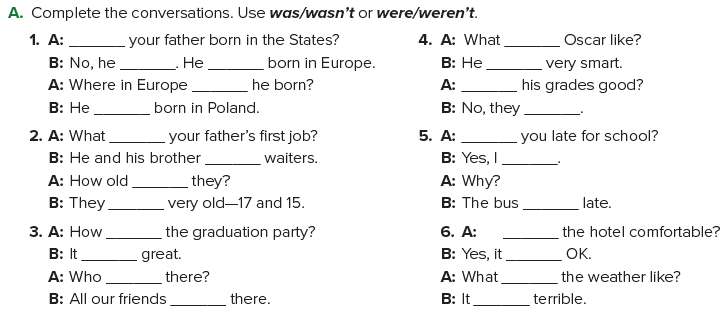 A. Complete the conversations. Use was/wasn't or were/weren't.
1. A: _______ your father born in the States?
B: No, he _______. He _______ born in Europe.
A: Where in Europe _______ he born?
B: He _______ born in Poland.
2. A: What _______ your father's first job?
B: He and his brother _______ waiters.
A: How old _______ they?
B: They _______ very old—17 and 15.
3. A: How _______ the graduation party?
B: It _______ great.
A: Who _______ there?
B: All our friends _______ there.
4. A: What _______ Oscar like?
B: He _______ very smart.
A: _______ his grades good?
B: No, they _______.
5. A: _______ you late for school?
B: Yes, I _______.
A: Why?
B: The bus _______ late.
6. A: _______ the hotel comfortable?
B: Yes, it _______ OK.
A: What _______ the weather like?
B: It _______ terrible.